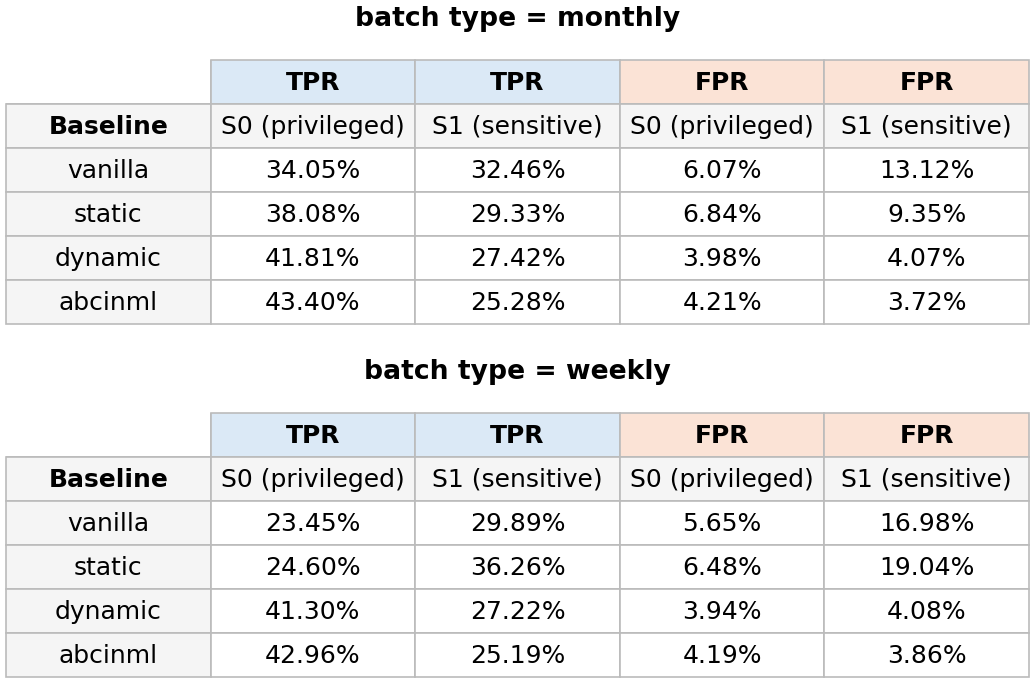 batch type = monthly
TPR TPR FPR FPR
Baseline S0 (privileged) S1 (sensitive) S0 (privileged) S1 (sensitive)
vanilla 34.05% 32.46% 6.07% 13.12%
static 38.08% 29.33% 6.84% 9.35%
dynamic 41.81% 27.42% 3.98% 4.07%
abcinml 43.40% 25.28% 4.21% 3.72%
batch type = weekly
TPR TPR FPR FPR
Baseline S0 (privileged) S1 (sensitive) S0 (privileged) S1 (sensitive)
vanilla 23.45% 29.89% 5.65% 16.98%
static 24.60% 36.26% 6.48% 19.04%
dynamic 41.30% 27.22% 3.94% 4.08%
abcinml 42.96% 25.19% 4.19% 3.86%